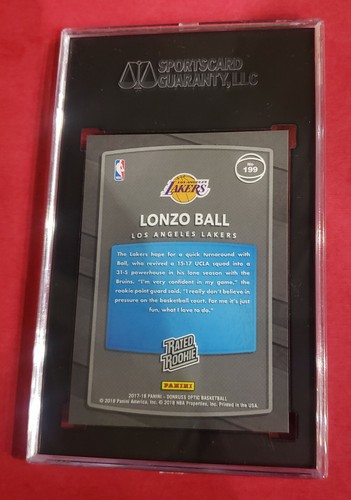 SPORTSCARD
GUARANTY, LLC
NBA
LOS ANGELES
LAKERS
No
199
LONZO BALL
LOS ANGELES LAKERS
The Lakers hope for a quick turnaround with
Ball, who revived a 15-17 UCLA squad into a
31-5 powerhouse in his lone season with the
Bruins. "I'm very confident in my game," the
rookie point guard said. "I really don't believe in
pressure on the basketball court. For me it's just
fun, what I love to do."
RATED
ROOKIE
PANINI
2017-18 PANINI – DONRUSS OPTIC BASKETBALL
© 2018 Panini America, Inc. © 2018 NBA Properties, Inc. Printed in the USA.